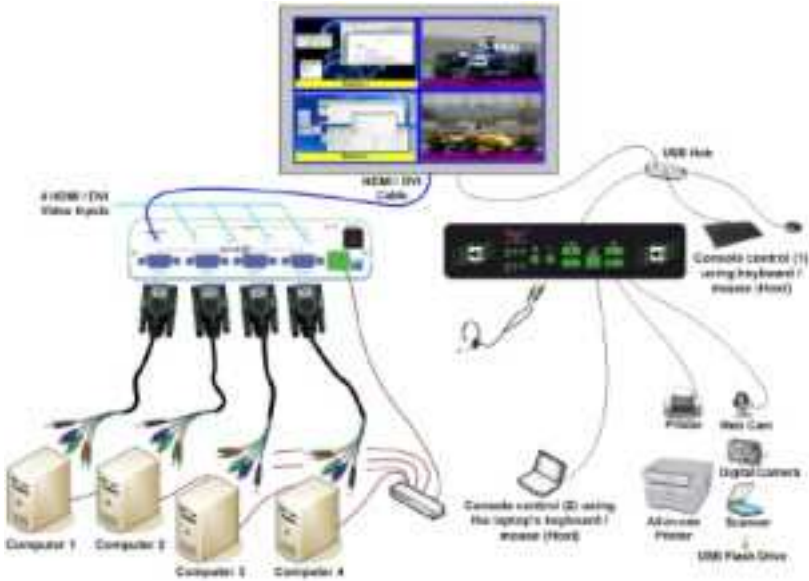 HDMI / DVI
Cable
4 HDMI / DVI
Video Inputs
USB Hub
Console control (1)
using keyboard /
mouse (Host)
Printer
Web Cam
Digital Camera
All-in-one
Printer
Scanner
USB Flash Drive
Console control (2) using
the laptop's keyboard /
mouse (Host)
Computer 1
Computer 2
Computer 3
Computer 4